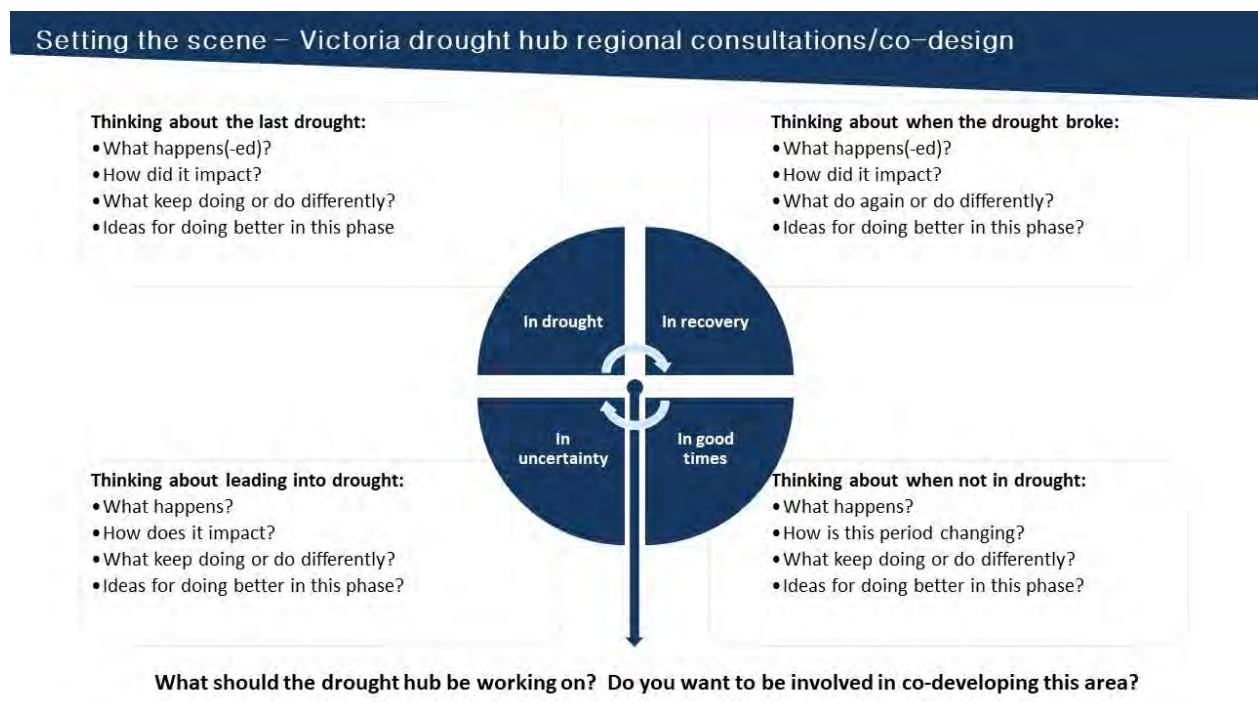 Setting the scene – Victoria drought hub regional consultations/co-design
Thinking about the last drought:
•What happens(-ed)?
•How did it impact?
•What keep doing or do differently?
•Ideas for doing better in this phase
Thinking about when the drought broke:
•What happens(-ed)?
•How did it impact?
•What do again or do differently?
•Ideas for doing better in this phase?
In drought
In recovery
In
uncertainty
In good
times
Thinking about leading into drought:
•What happens?
•How does it impact?
•What keep doing or do differently?
•Ideas for doing better in this phase?
Thinking about when not in drought:
•What happens?
•How is this period changing?
•What keep doing or do differently?
•Ideas for doing better in this phase?
What should the drought hub be working on? Do you want to be involved in co-developing this area?